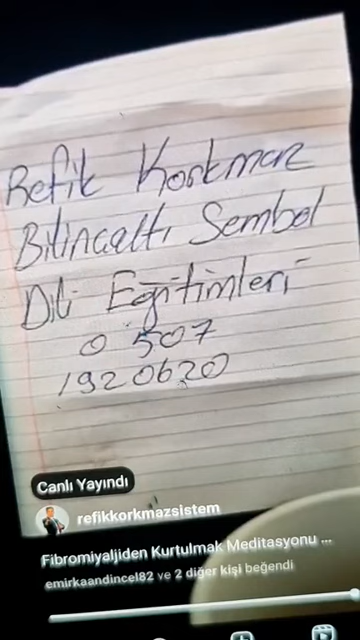 Refik Korkmaz
Bilinçaltı Sembol
Dili Eğitimleri
0 507
1920620
Canlı Yayındı
refikkorkmazsistem
Fibromiyaljiden Kurtulmak Meditasyonu ...
emirkaandincel82 ve 2 diğer kişi beğendi